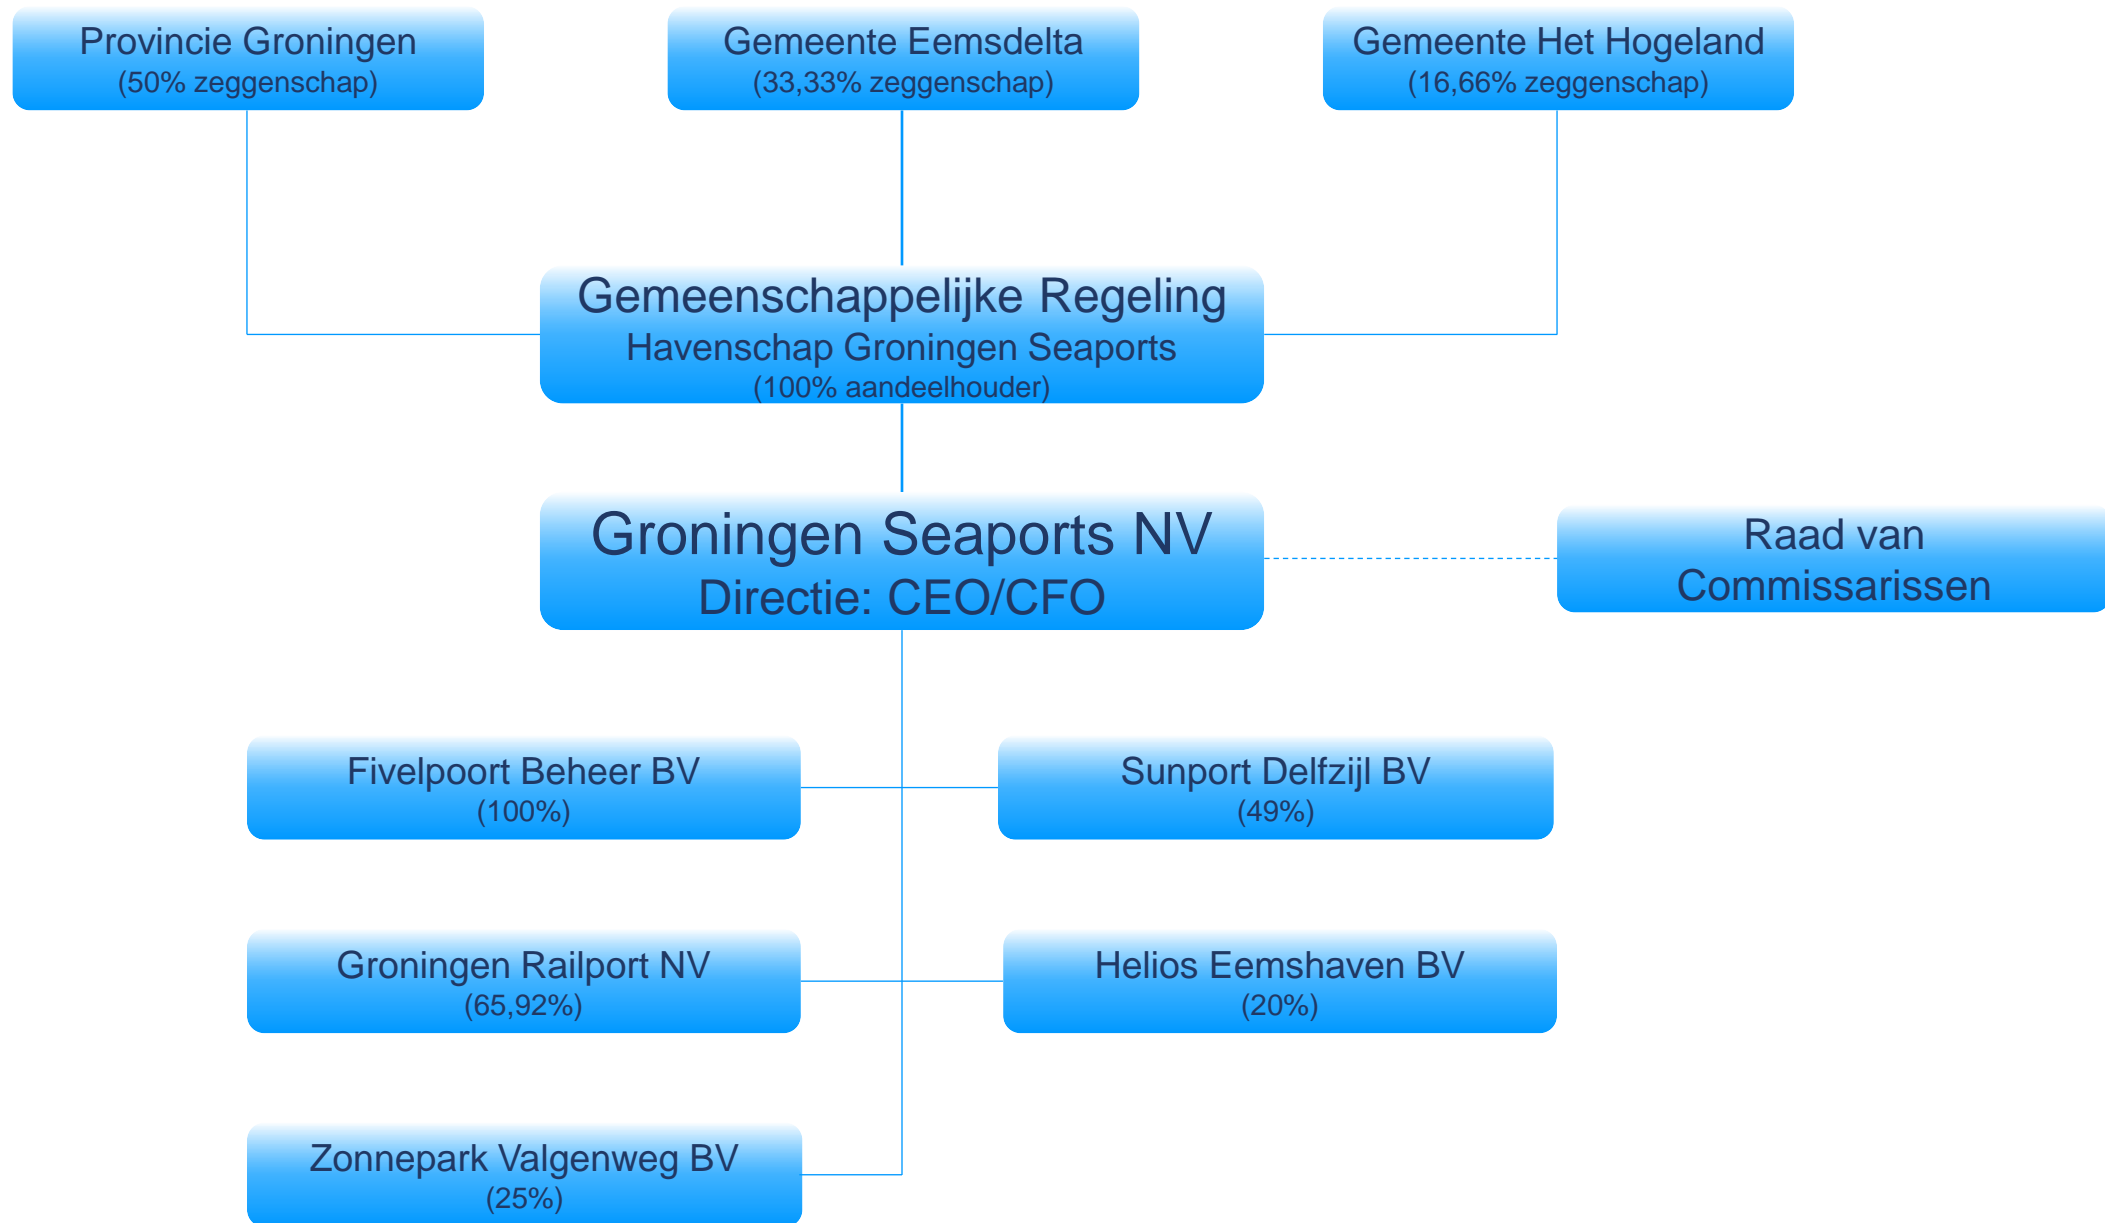 Provincie Groningen
(50% zeggenschap)
Gemeente Eemsdelta
(33,33% zeggenschap)
Gemeente Het Hogeland
(16,66% zeggenschap)
Gemeenschappelijke Regeling
Havenschap Groningen Seaports
(100% aandeelhouder)
Groningen Seaports NV
Directie: CEO/CFO
Raad van
Commissarissen
Fivelpoort Beheer BV
(100%)
Sunport Delfzijl BV
(49%)
Groningen Railport NV
(65,92%)
Helios Eemshaven BV
(20%)
Zonnepark Valgenweg BV
(25%)